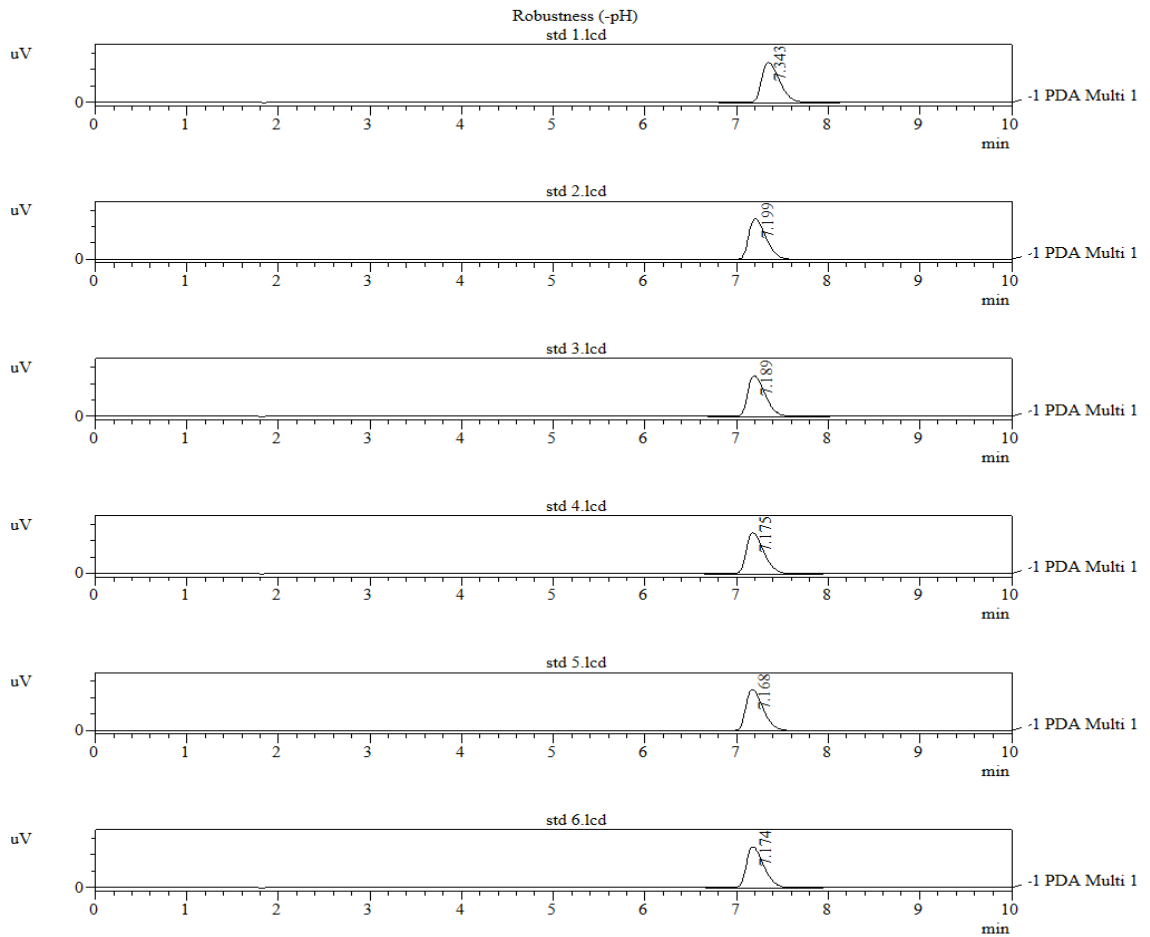 Robustness (-pH)
std 1.lcd
uV
7.343
0
-1 PDA Multi 1
0 1 2 3 4 5 6 7 8 9 10
min
std 2.lcd
uV
7.199
0
-1 PDA Multi 1
0 1 2 3 4 5 6 7 8 9 10
min
std 3.lcd
uV
7.189
0
-1 PDA Multi 1
0 1 2 3 4 5 6 7 8 9 10
min
std 4.lcd
uV
7.175
0
-1 PDA Multi 1
0 1 2 3 4 5 6 7 8 9 10
min
std 5.lcd
uV
7.168
0
-1 PDA Multi 1
0 1 2 3 4 5 6 7 8 9 10
min
std 6.lcd
uV
7.174
0
-1 PDA Multi 1
0 1 2 3 4 5 6 7 8 9 10
min